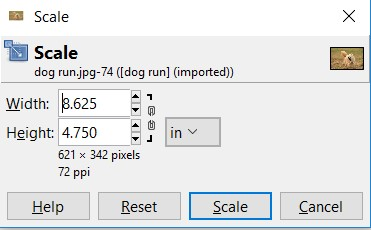 Scale
Scale
dog run.jpg-74 ([dog run] (imported))
Width: 8.625
Height: 4.750 in
621 × 342 pixels
72 ppi
Help Reset Scale Cancel